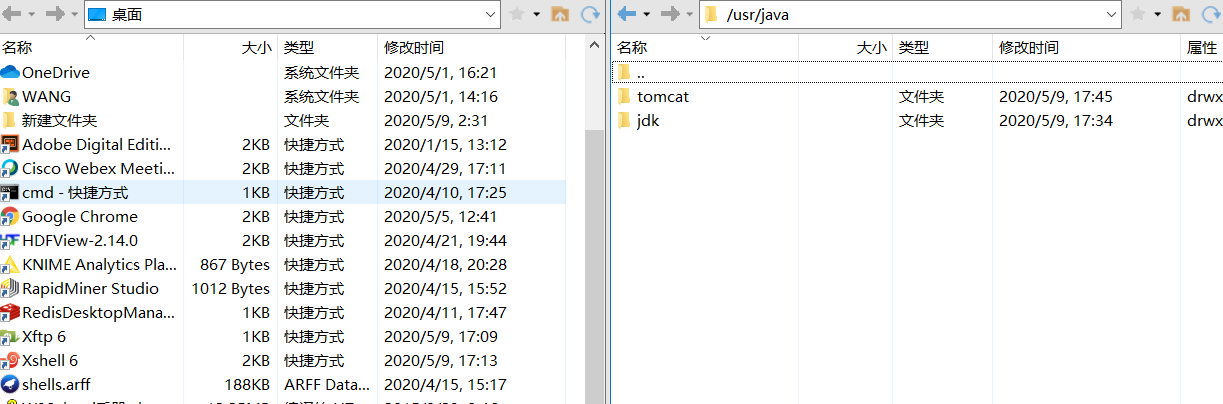 桌面
/usr/java
名称 大小 类型 修改时间
名称 大小 类型 修改时间 属性
OneDrive 系统文件夹 2020/5/1, 16:21
..
WANG 系统文件夹 2020/5/1, 14:16
tomcat 文件夹 2020/5/9, 17:45 drwx
新建文件夹 文件夹 2020/5/9, 2:31
jdk 文件夹 2020/5/9, 17:34 drwx
Adobe Digital Editi... 2KB 快捷方式 2020/1/15, 13:12
Cisco Webex Meeti... 2KB 快捷方式 2020/4/29, 17:11
cmd - 快捷方式 1KB 快捷方式 2020/4/10, 17:25
Google Chrome 2KB 快捷方式 2020/5/5, 12:41
HDFView-2.14.0 2KB 快捷方式 2020/4/21, 19:44
KNIME Analytics Pla... 867 Bytes 快捷方式 2020/4/18, 20:28
RapidMiner Studio 1012 Bytes 快捷方式 2020/4/15, 15:52
RedisDesktopMana... 1KB 快捷方式 2020/4/11, 17:47
Xftp 6 1KB 快捷方式 2020/5/9, 17:09
Xshell 6 2KB 快捷方式 2020/5/9, 17:13
shells.arff 188KB ARFF Data... 2020/4/15, 15:17